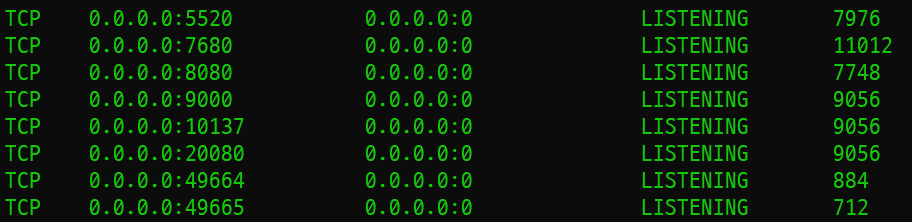 TCP 0.0.0.0:5520 0.0.0.0:0 LISTENING 7976
TCP 0.0.0.0:7680 0.0.0.0:0 LISTENING 11012
TCP 0.0.0.0:8080 0.0.0.0:0 LISTENING 7748
TCP 0.0.0.0:9000 0.0.0.0:0 LISTENING 9056
TCP 0.0.0.0:10137 0.0.0.0:0 LISTENING 9056
TCP 0.0.0.0:20080 0.0.0.0:0 LISTENING 9056
TCP 0.0.0.0:49664 0.0.0.0:0 LISTENING 884
TCP 0.0.0.0:49665 0.0.0.0:0 LISTENING 712